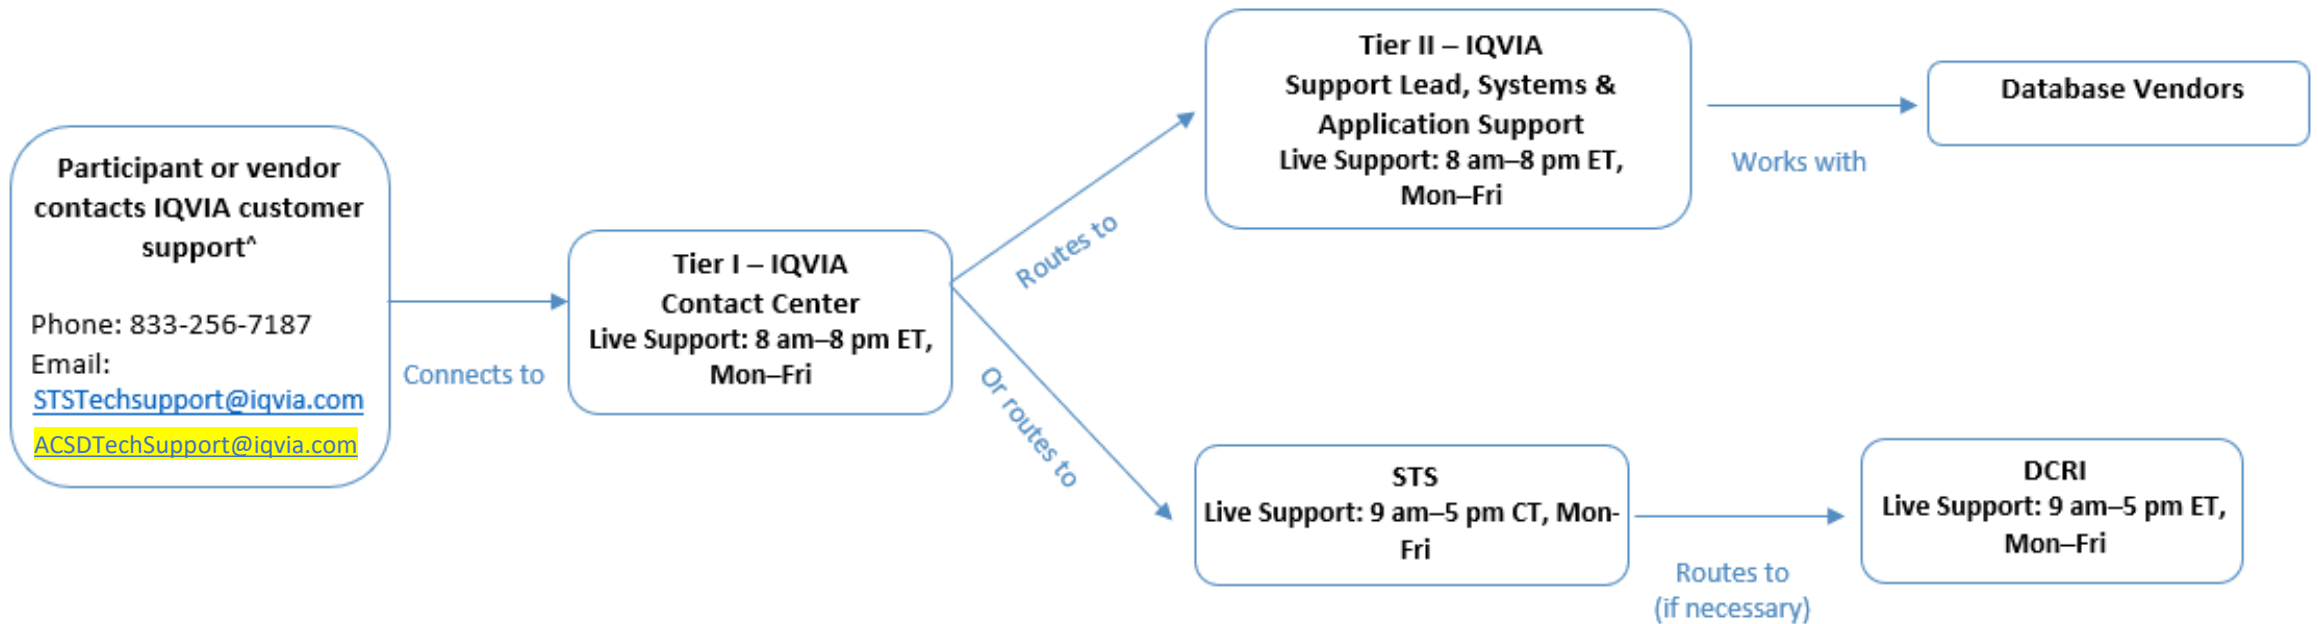 Participant or vendor
contacts IQVIA customer
support^
Phone: 833-256-7187
Email:
STSTechsupport@iqvia.com
ACSDTechSupport@iqvia.com
Connects to
Tier I – IQVIA
Contact Center
Live Support: 8 am–8 pm ET,
Mon–Fri
Routes to
Tier II – IQVIA
Support Lead, Systems &
Application Support
Live Support: 8 am–8 pm ET,
Mon–Fri
Works with
Database Vendors
Or routes to
STS
Live Support: 9 am–5 pm CT, Mon-
Fri
Routes to
(if necessary)
DCRI
Live Support: 9 am–5 pm ET,
Mon–Fri